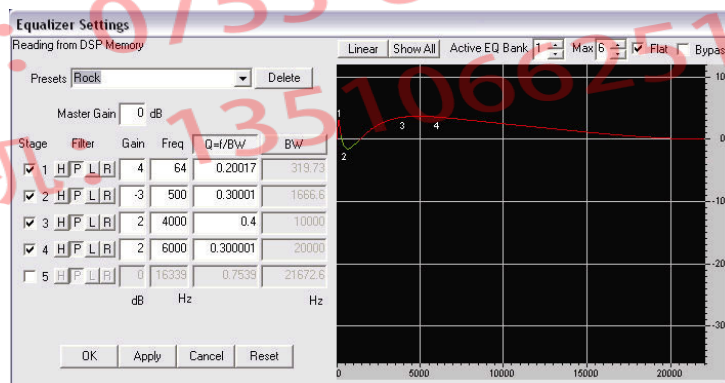 Equalizer Settings
Reading from DSP Memory
Linear Show All Active EQ Bank 1 Max 6 Flat Bypas
Presets Rock Delete
Master Gain 0 dB
Stage Filter Gain Freq Q=f/BW BW
1 H P L R 4 64 0.20017 319.73
2 H P L R -3 500 0.30001 1666.6
3 H P L R 2 4000 0.4 10000
4 H P L R 2 6000 0.300001 20000
5 H P L R 0 16339 0.7539 21672.6
dB Hz Hz
OK Apply Cancel Reset
1
2
3 4
10
0
-10
-20
-30
0 5000 10000 15000 20000
: 0755
机: 1351066251